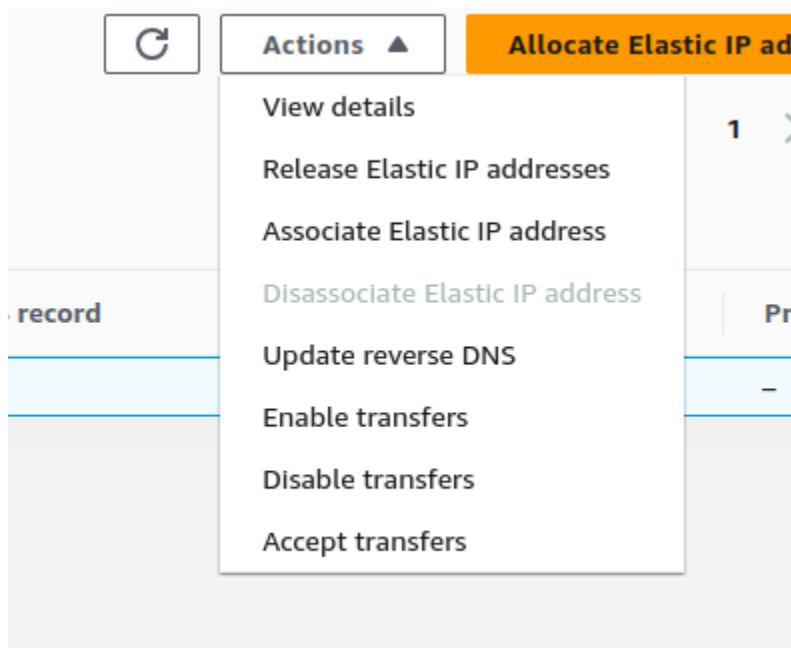 Actions
Allocate Elastic IP ad
View details
1
Release Elastic IP addresses
Associate Elastic IP address
Disassociate Elastic IP address
record
Pr
Update reverse DNS
–
Enable transfers
Disable transfers
Accept transfers